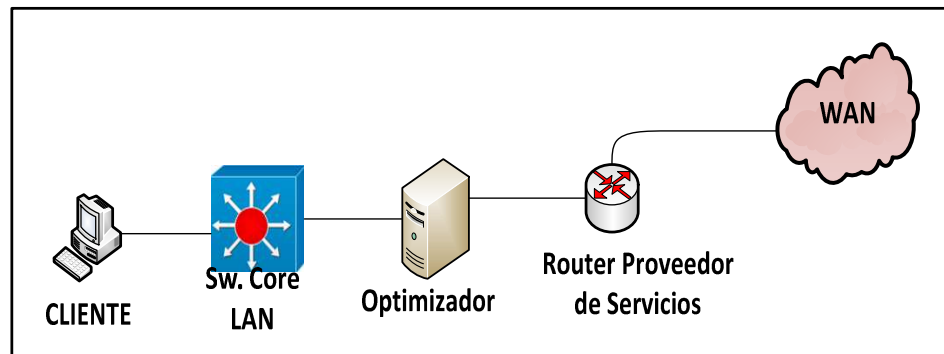 CLIENTE
Sw. Core
LAN
Optimizador
Router Proveedor
de Servicios
WAN